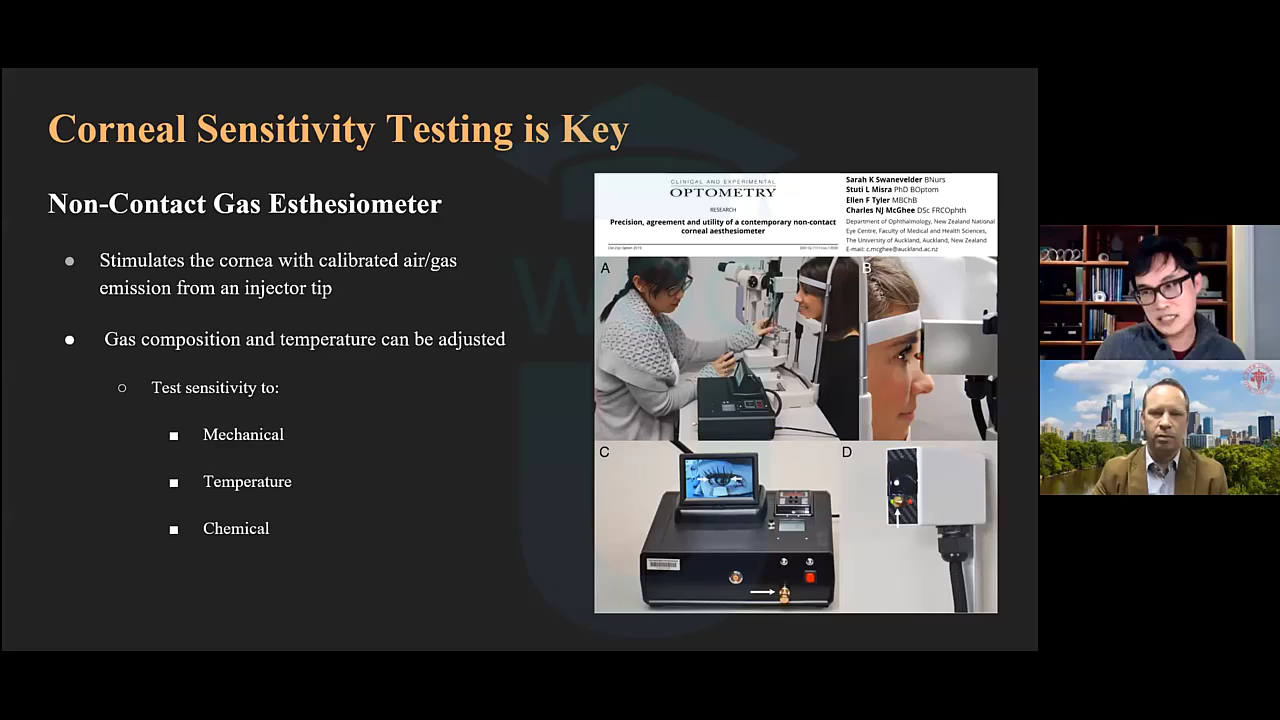 Corneal Sensitivity Testing is Key
Non-Contact Gas Esthesiometer
Stimulates the cornea with calibrated air/gas
emission from an injector tip
Gas composition and temperature can be adjusted
Test sensitivity to:
Mechanical
Temperature
Chemical
CLINICAL AND EXPERIMENTAL
OPTOMETRY
RESEARCH
Precision, agreement and utility of a contemporary non-contact
corneal aesthesiometer
Sarah K Swanevelder BNurs
Stuti L Misra PhD BOptom
Ellen F Tyler MBChB
Charles NJ McGhee DSc FRCOphth
Department of Ophthalmology, New Zealand National
Eye Centre, Faculty of Medical and Health Sciences,
The University of Auckland, Auckland, New Zealand
E-mail: c.mcghee@auckland.ac.nz
A
B
C
D